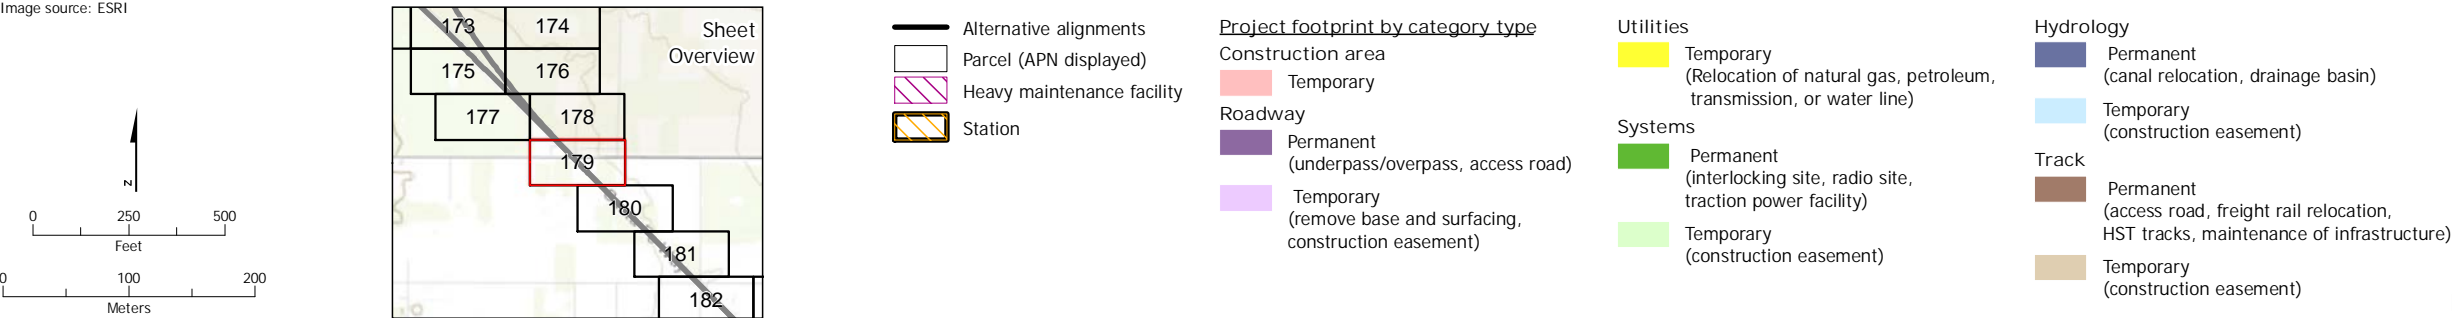 Image source: ESRI
N
0 250 500
Feet
0 100 200
Meters
Sheet
Overview
173 174
175 176
177 178
179
180
181
182
Alternative alignments
Parcel (APN displayed)
Heavy maintenance facility
Station
Project footprint by category type
Construction area
Temporary
Roadway
Permanent
(underpass/overpass, access road)
Temporary
(remove base and surfacing,
construction easement)
Utilities
Temporary
(Relocation of natural gas, petroleum,
transmission, or water line)
Systems
Permanent
(interlocking site, radio site,
traction power facility)
Temporary
(construction easement)
Hydrology
Permanent
(canal relocation, drainage basin)
Temporary
(construction easement)
Track
Permanent
(access road, freight rail relocation,
HST tracks, maintenance of infrastructure)
Temporary
(construction easement)